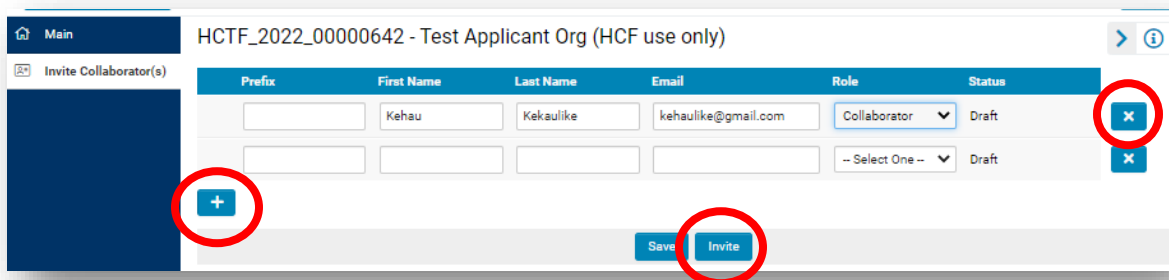 Main
HCTF_2022_00000642 - Test Applicant Org (HCF use only)
Invite Collaborator(s)
Prefix First Name Last Name Email Role Status
Kehau Kekaulike kehaulike@gmail.com Collaborator Draft
-- Select One -- Draft
Save Invite